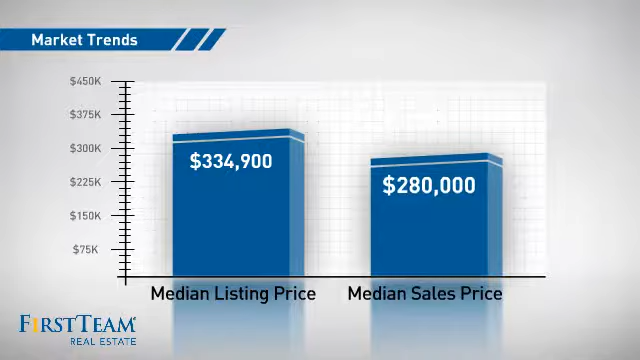 Market Trends
$450K
$375K
$300K
$225K
$150K
$75K
$334,900
$280,000
Median Listing Price
Median Sales Price
FIRSTTEAM®
REAL ESTATE